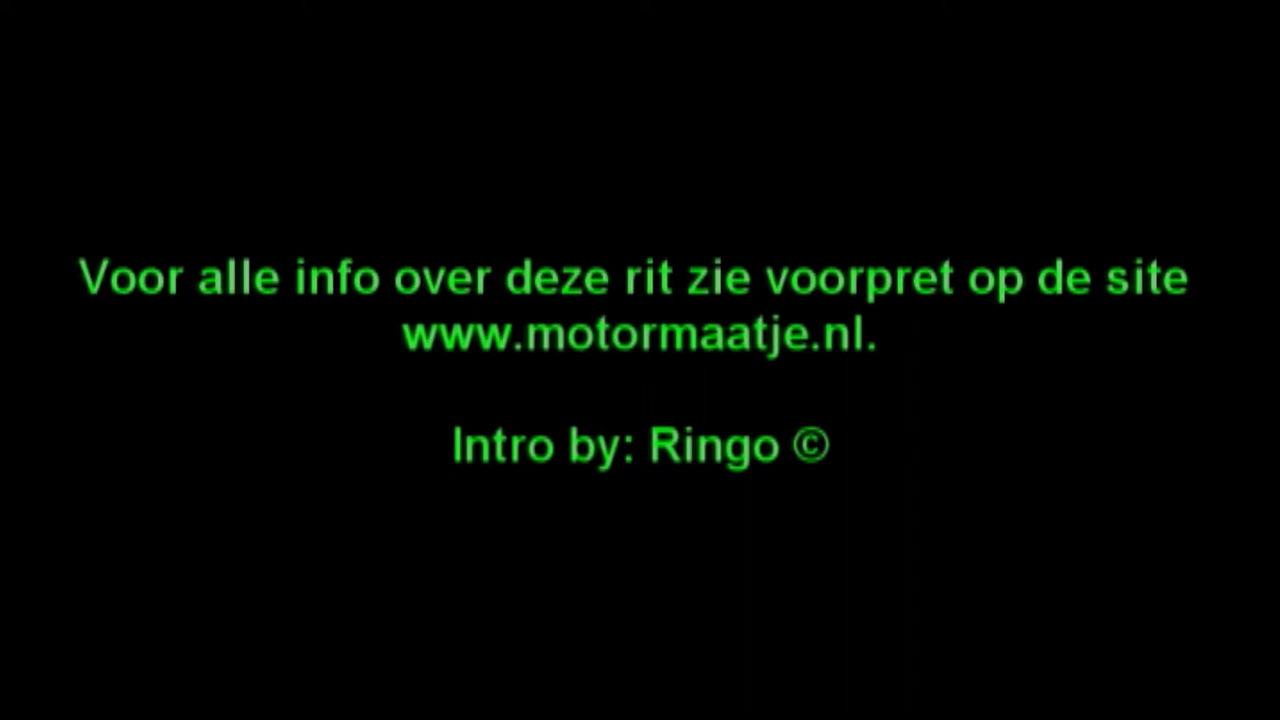 Voor alle info over deze rit zie voorpret op de site
www.motormaatje.nl.
Intro by: Ringo ©